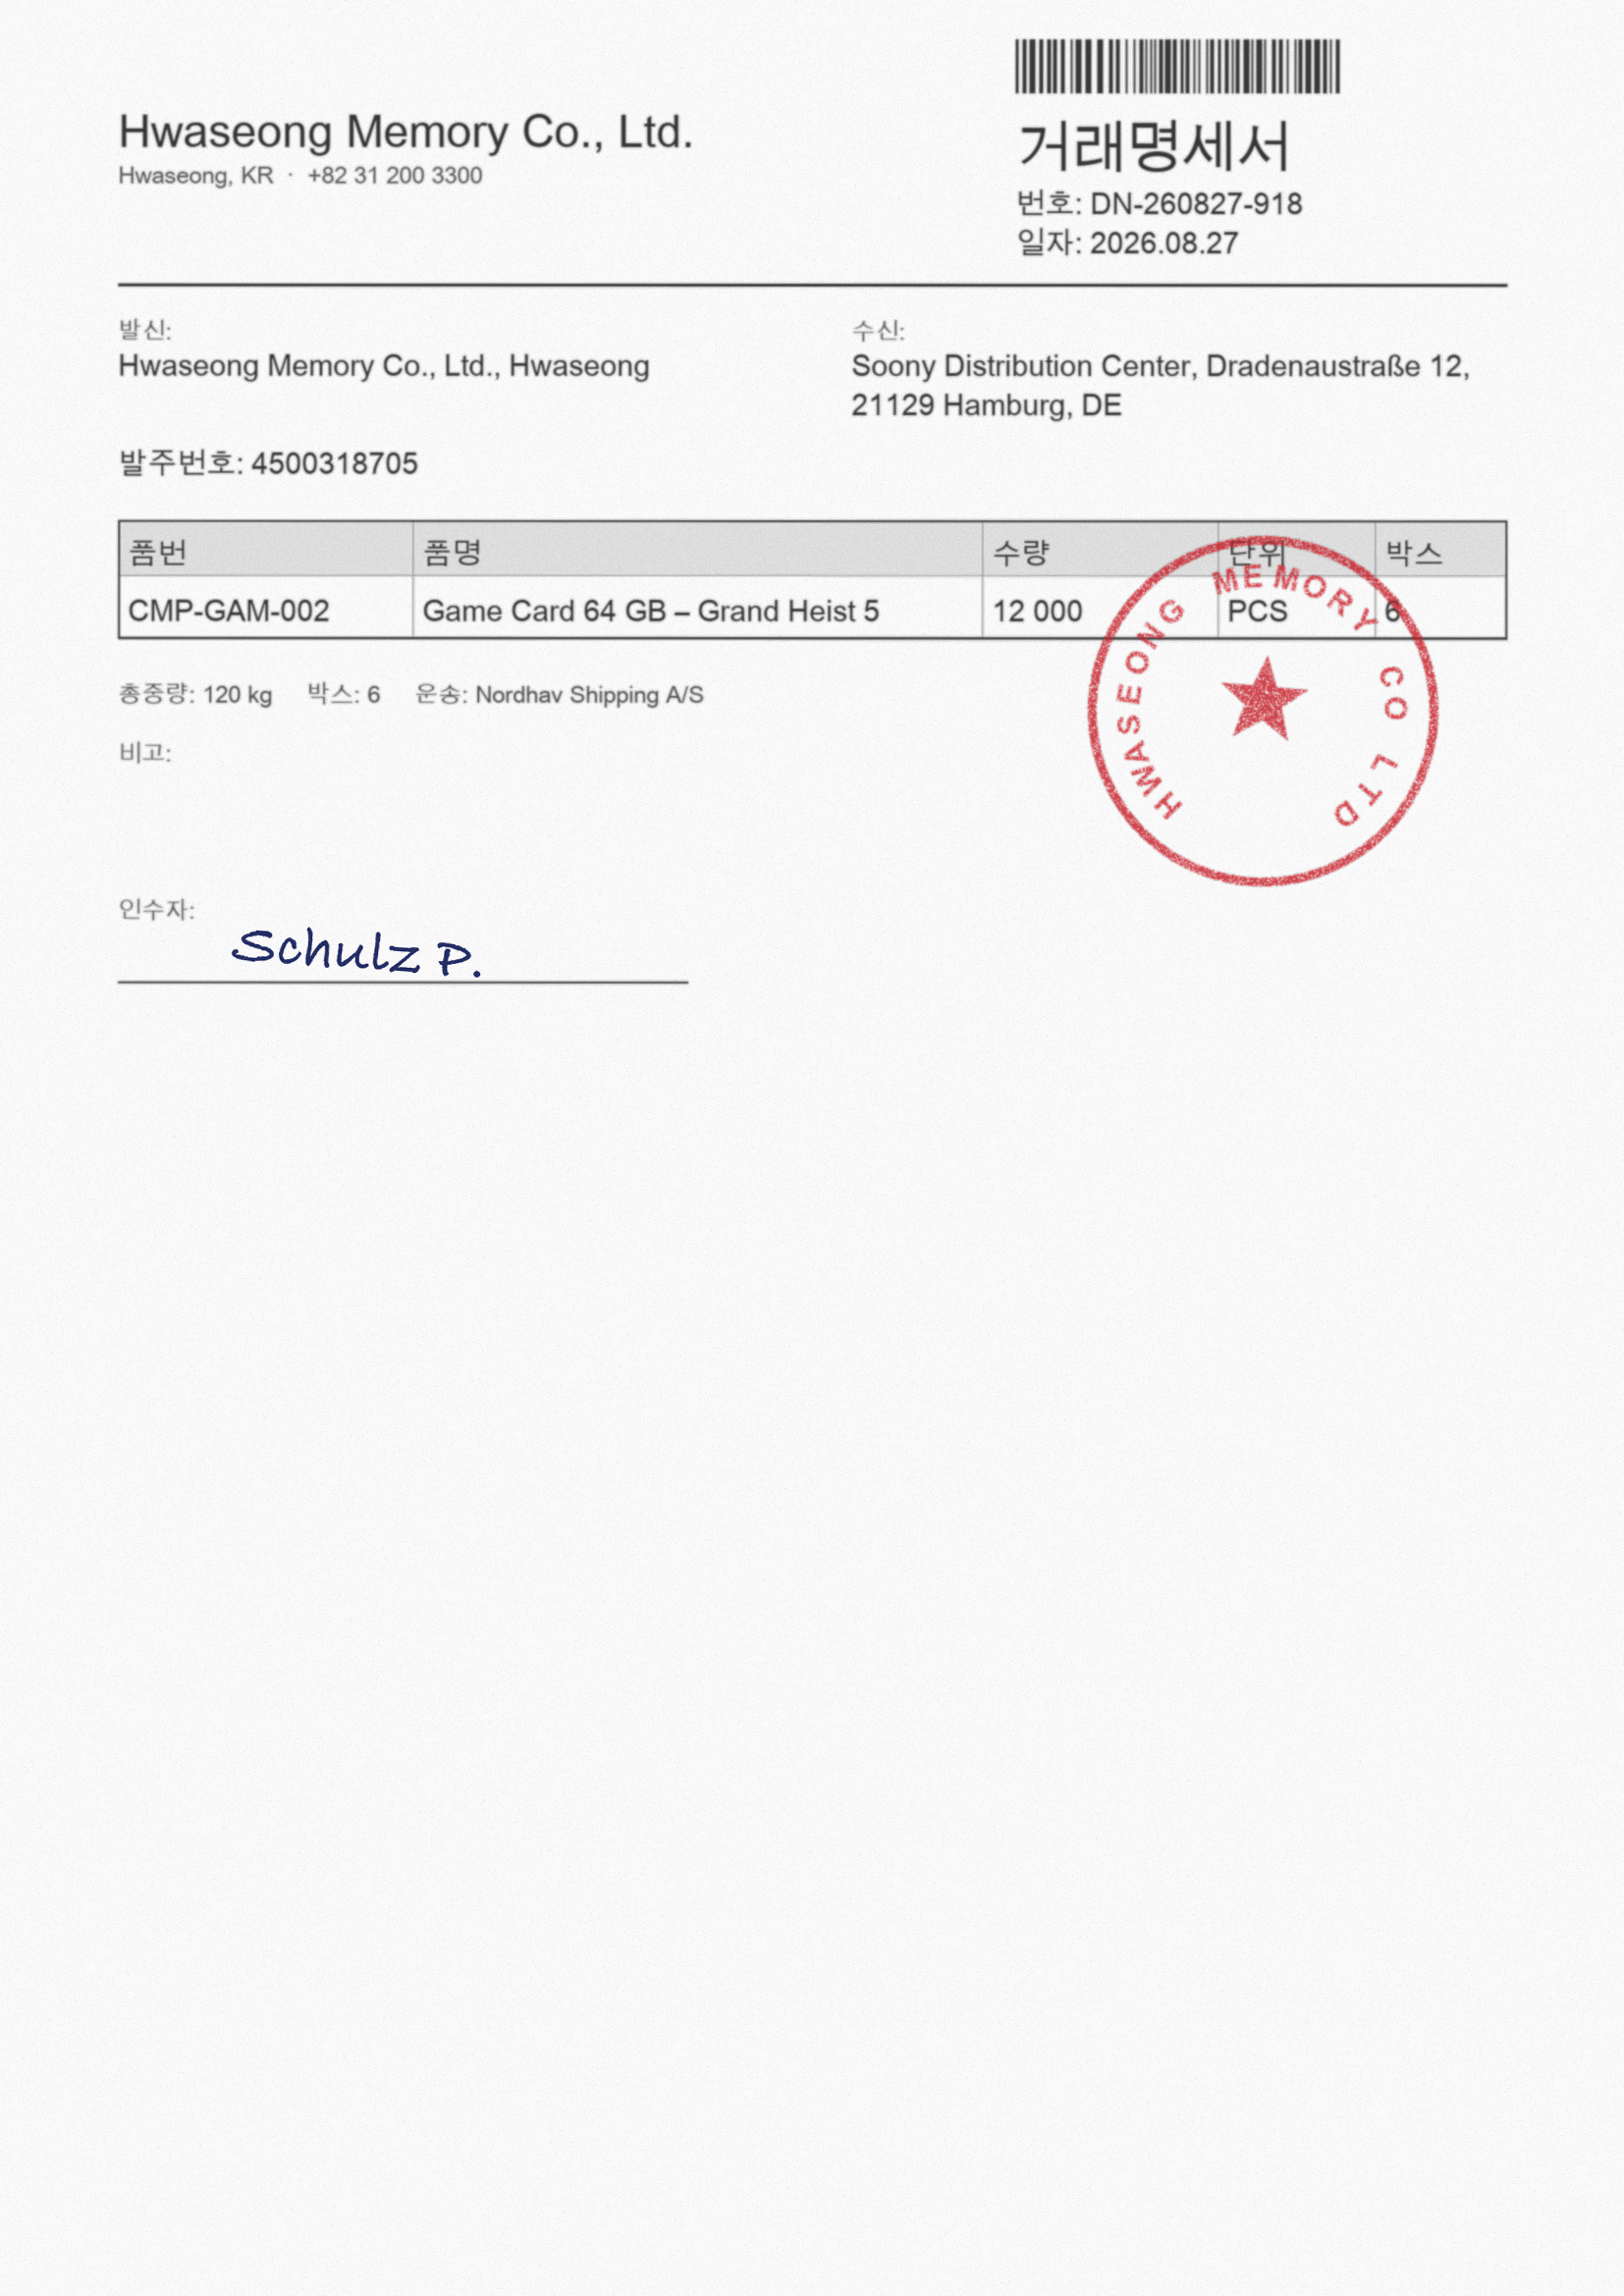 Hwaseong Memory Co., Ltd.
Hwaseong, KR · +82 31 200 3300
거래명세서
번호: DN-260827-918
일자: 2026.08.27
발신:
Hwaseong Memory Co., Ltd., Hwaseong
수신:
Soony Distribution Center, Dradenaustraße 12,
21129 Hamburg, DE
발주번호: 4500318705
품번 품명 수량 단위 박스
CMP-GAM-002 Game Card 64 GB – Grand Heist 5 12 000 PCS 6
HWASEONG MEMORY CO LTD
총중량: 120 kg 박스: 6 운송: Nordhav Shipping A/S
비고:
인수자:
Schulz P.